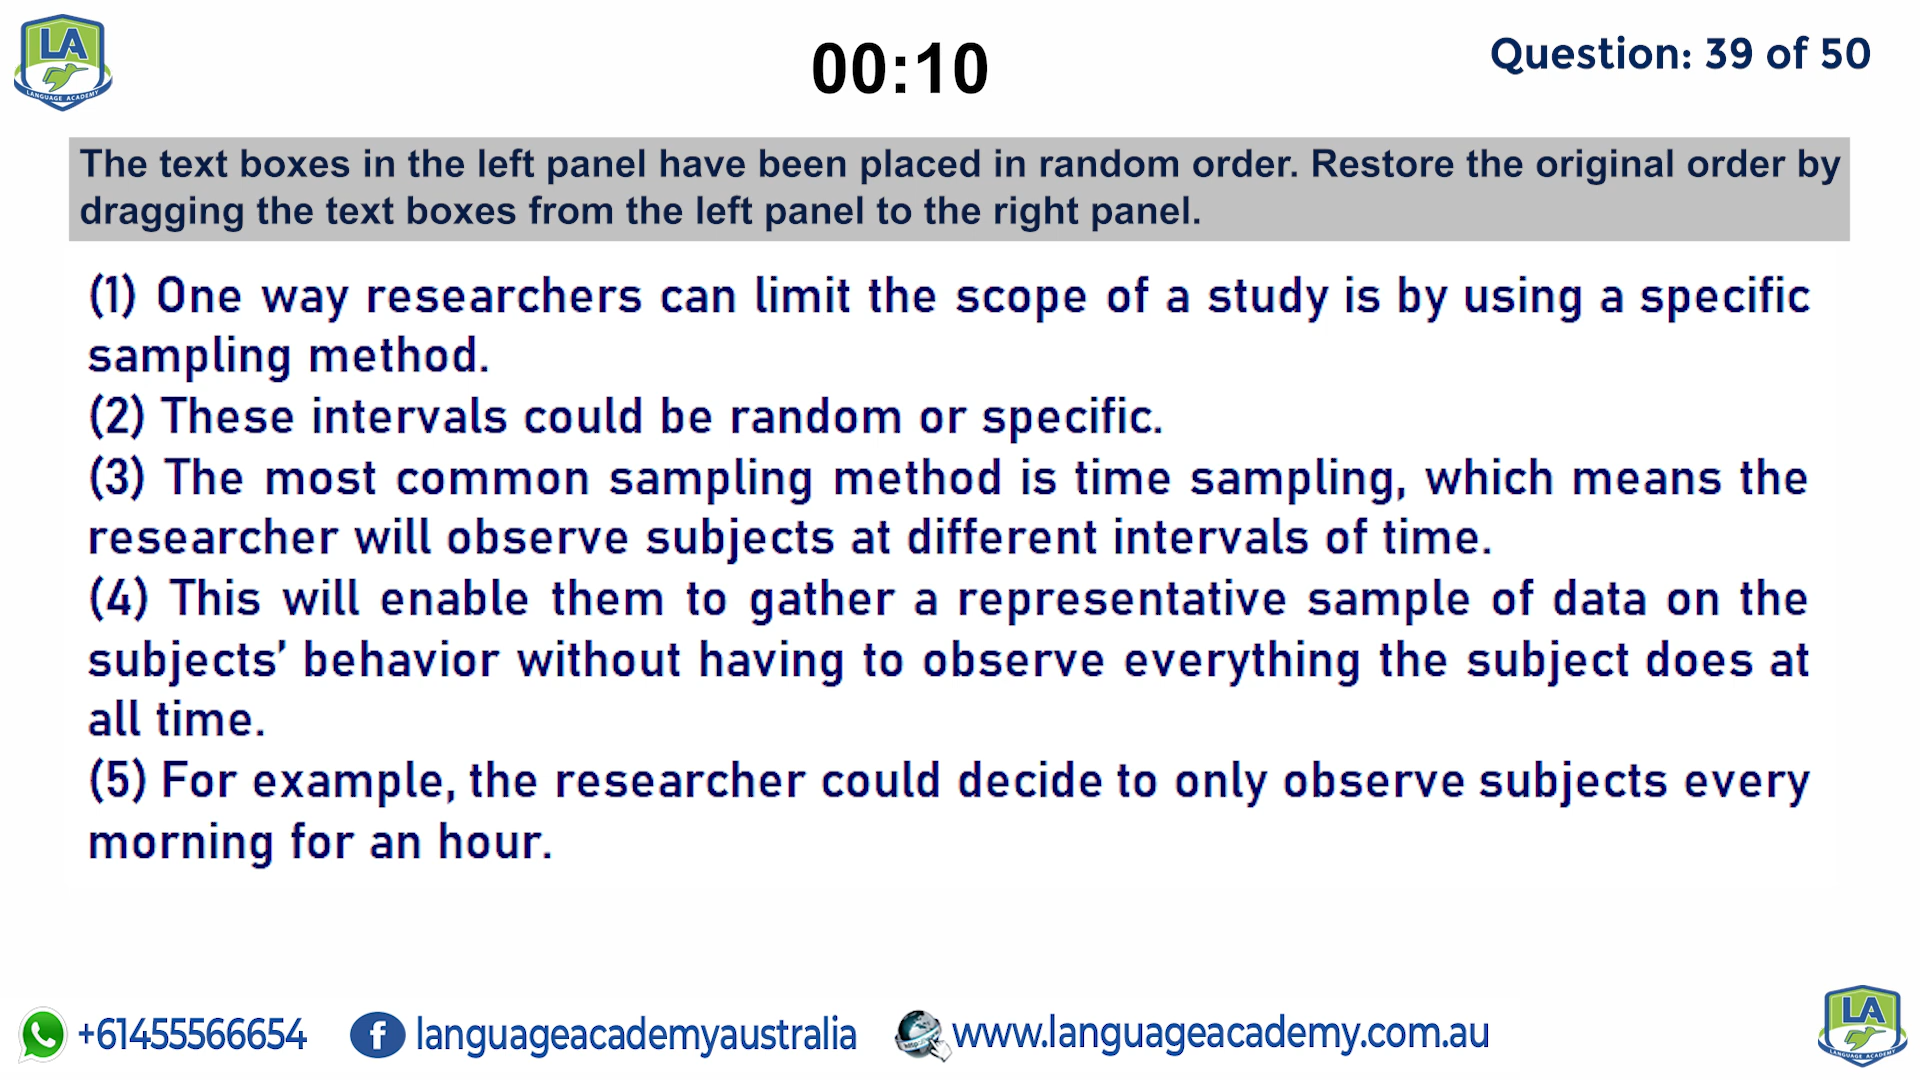 LA
LANGUAGE ACADEMY
00:10
Question: 39 of 50
The text boxes in the left panel have been placed in random order. Restore the original order by
dragging the text boxes from the left panel to the right panel.
(1) One way researchers can limit the scope of a study is by using a specific
sampling method.
(2) These intervals could be random or specific.
(3) The most common sampling method is time sampling, which means the
researcher will observe subjects at different intervals of time.
(4) This will enable them to gather a representative sample of data on the
subjects’ behavior without having to observe everything the subject does at
all time.
(5) For example, the researcher could decide to only observe subjects every
morning for an hour.
+61455566654
f languageacademyaustralia
www.languageacademy.com.au
LA
LANGUAGE ACADEMY